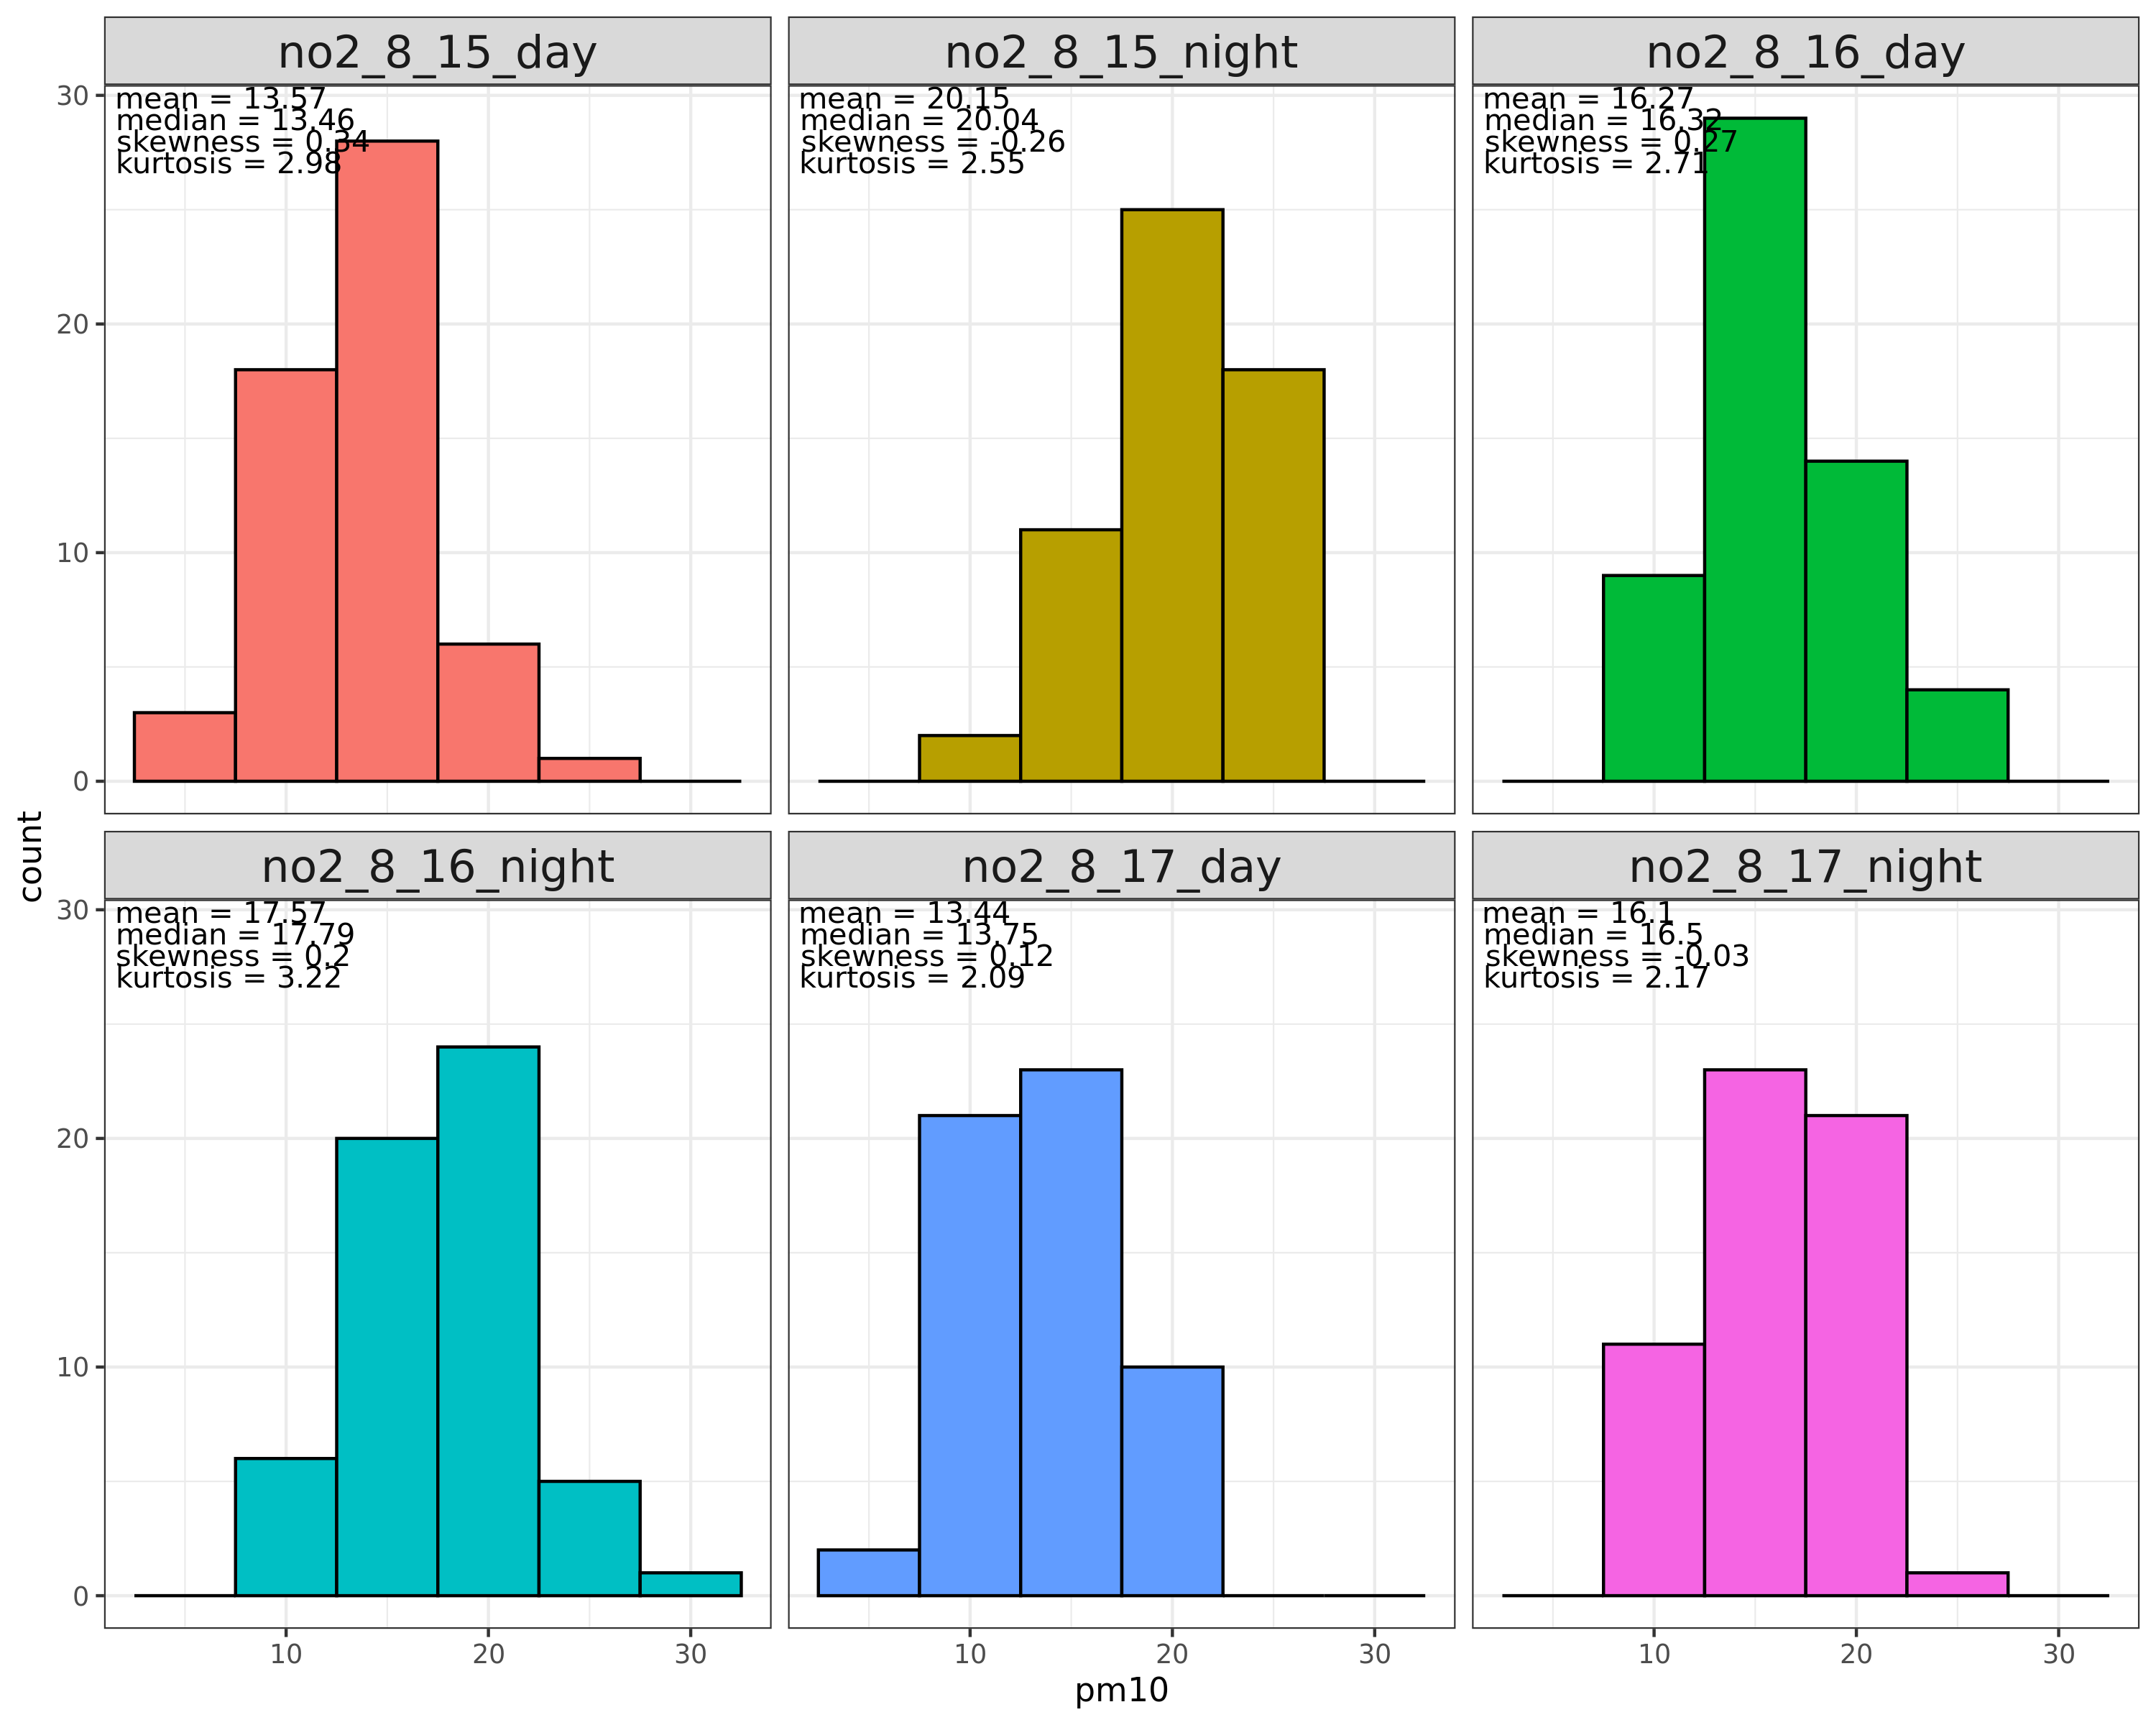 no2_8_15_day
no2_8_15_night
no2_8_16_day
mean = 13.57
median = 13.46
skewness = 0.34
kurtosis = 2.98
mean = 20.15
median = 20.04
skewness = -0.26
kurtosis = 2.55
mean = 16.27
median = 16.32
skewness = 0.27
kurtosis = 2.71
30
20
10
0
count
no2_8_16_night
no2_8_17_day
no2_8_17_night
mean = 17.57
median = 17.79
skewness = 0.2
kurtosis = 3.22
mean = 13.44
median = 13.75
skewness = 0.12
kurtosis = 2.09
mean = 16.1
median = 16.5
skewness = -0.03
kurtosis = 2.17
30
20
10
0
10 20 30
10 20 30
10 20 30
pm10